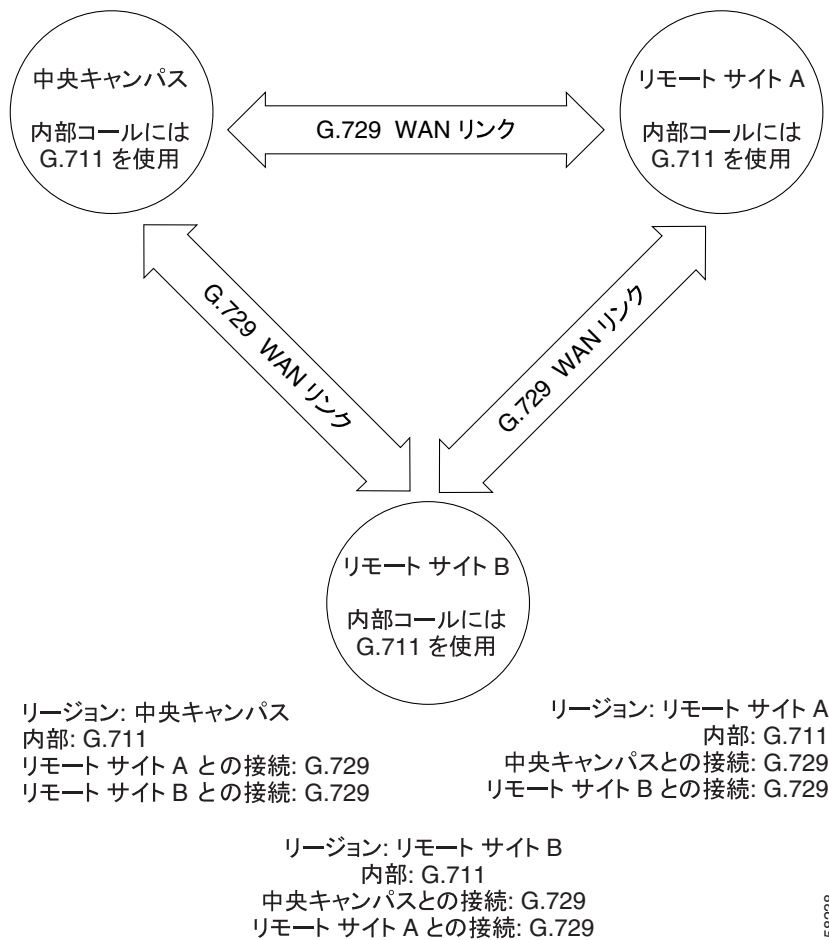 中央キャンパス
内部コールには
G.711 を使用
G.729 WAN リンク
リモート サイト A
内部コールには
G.711 を使用
G.729 WAN リンク
G.729 WAN リンク
リモート サイト B
内部コールには
G.711 を使用
リージョン: 中央キャンパス
内部: G.711
リモート サイト A との接続: G.729
リモート サイト B との接続: G.729
リージョン: リモート サイト A
内部: G.711
中央キャンパスとの接続: G.729
リモート サイト B との接続: G.729
リージョン: リモート サイト B
内部: G.711
中央キャンパスとの接続: G.729
リモート サイト A との接続: G.729